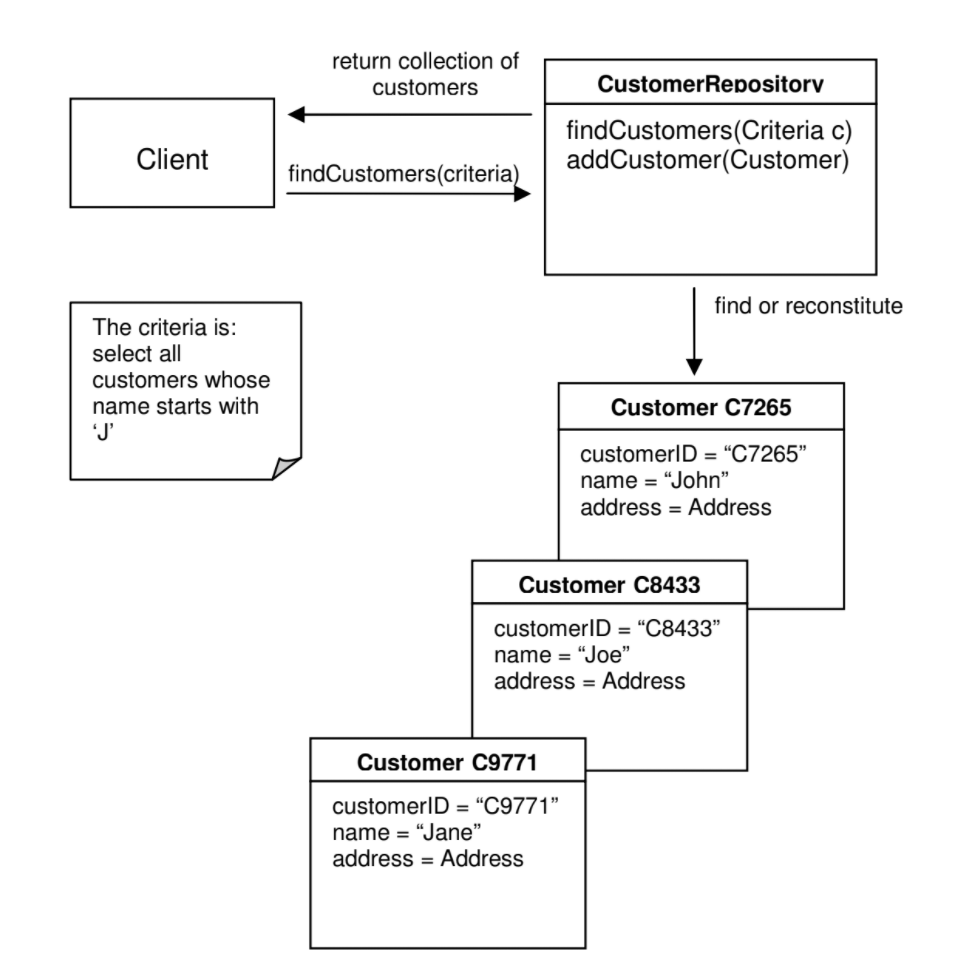 return collection of
customers
CustomerRepository
Client
findCustomers(Criteria c)
addCustomer(Customer)
findCustomers(criteria)
find or reconstitute
The criteria is:
select all
customers whose
name starts with
‘J’
Customer C7265
customerID = “C7265”
name = “John”
address = Address
Customer C8433
customerID = “C8433”
name = “Joe”
address = Address
Customer C9771
customerID = “C9771”
name = “Jane”
address = Address